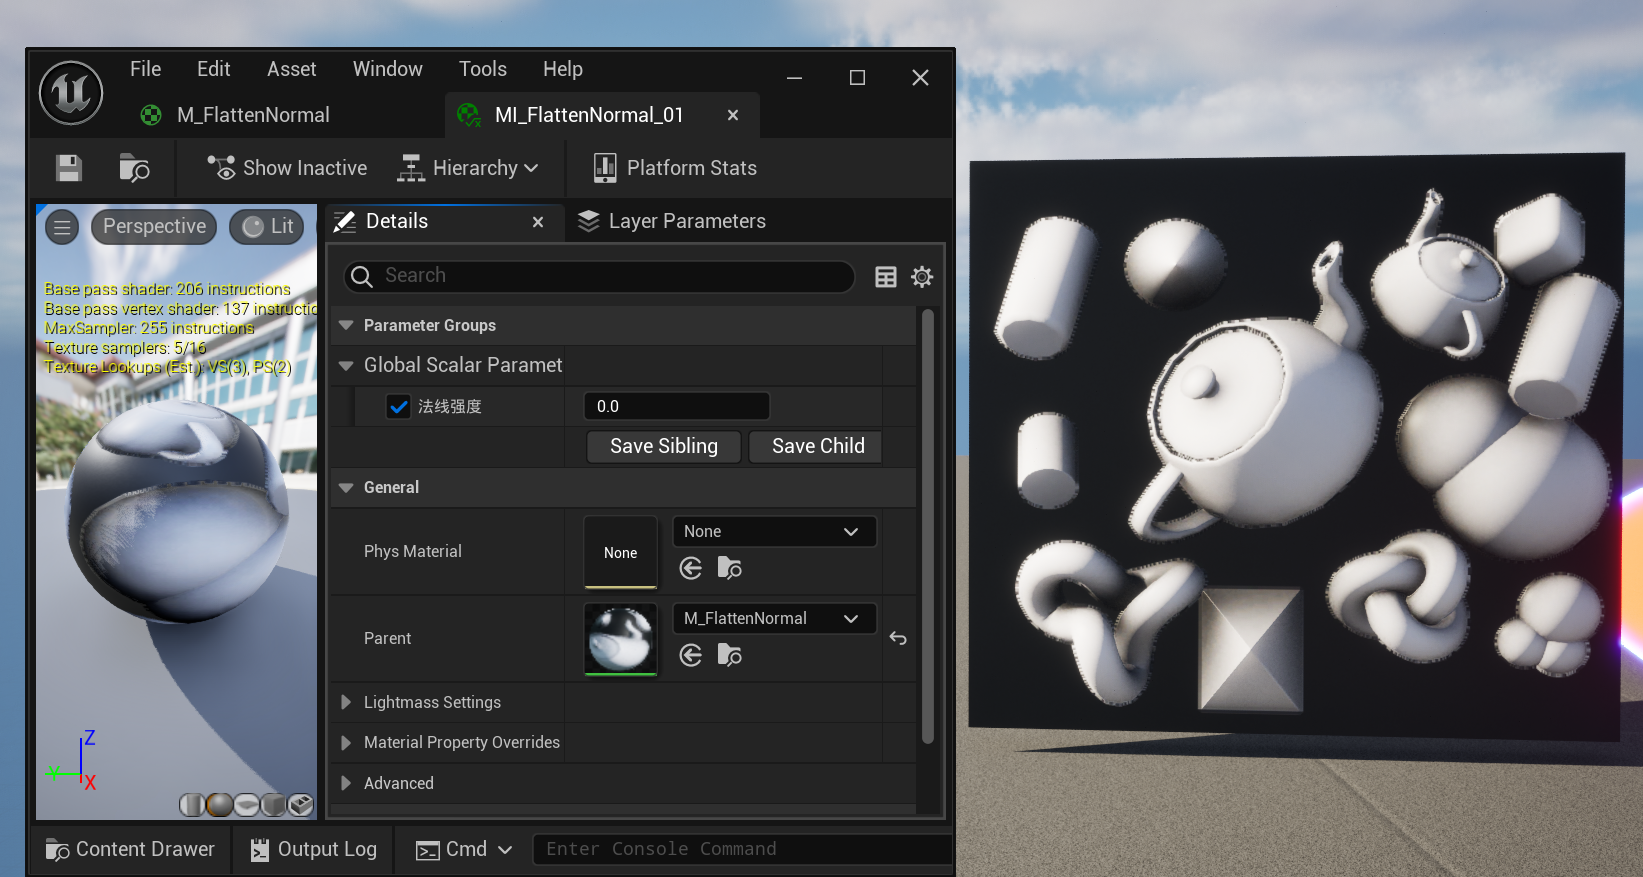 File Edit Asset Window Tools Help
M_FlattenNormal
MI_FlattenNormal_01
Show Inactive
Hierarchy
Platform Stats
Perspective
Lit
Base pass shader: 206 instructions
Base pass vertex shader: 137 instructio
MaxSampler: 255 instructions
Texture samplers: 5/16
Texture Lookups (Est.): VS(3), PS(2)
Z
Y
X
Details
Layer Parameters
Search
Parameter Groups
Global Scalar Paramet
法线强度
0.0
Save Sibling
Save Child
General
Phys Material
None
None
Parent
M_FlattenNormal
Lightmass Settings
Material Property Overrides
Advanced
Content Drawer
Output Log
Cmd
Enter Console Command